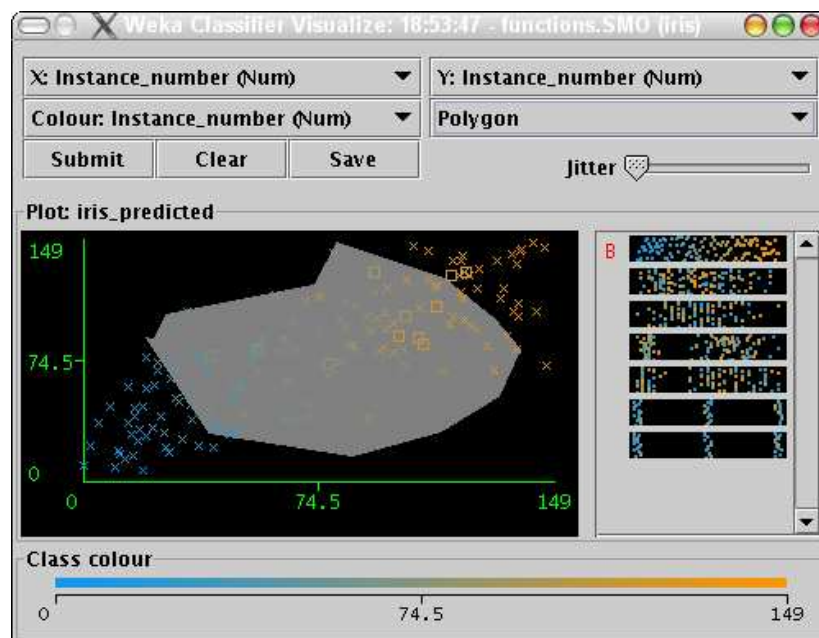 Weka Classifier Visualize: 18:53:47 - functions.SMO (iris)
X: Instance_number (Num)
Y: Instance_number (Num)
Colour: Instance_number (Num)
Polygon
Submit
Clear
Save
Jitter
Plot: iris_predicted
149
74.5
0
0
74.5
149
B
Class colour
0
74.5
149